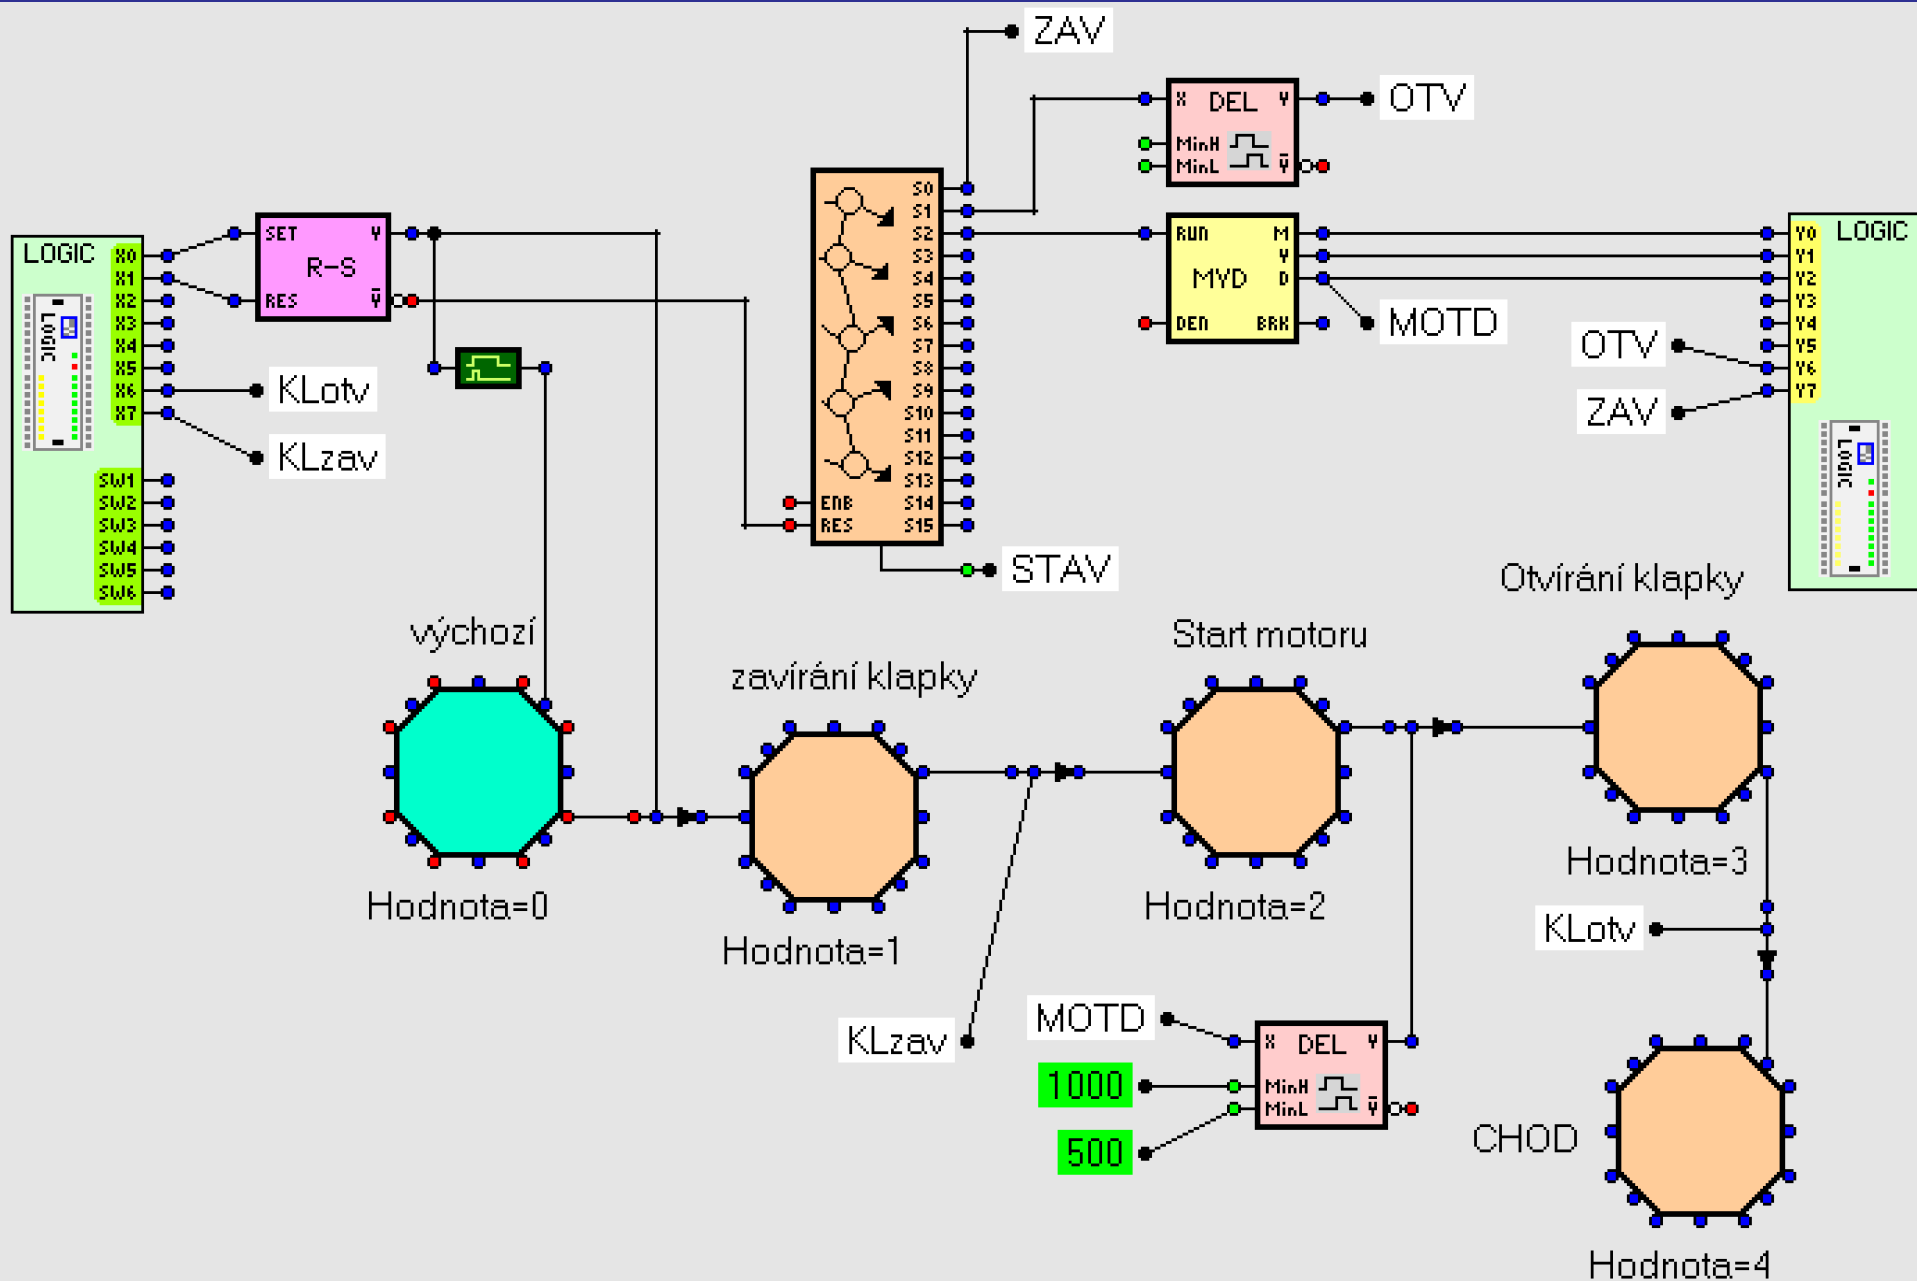 ZAV
X DEL Y
OTV
MinH
MinL Y
S0
S1
S2
S3
S4
S5
S6
S7
S8
S9
S10
S11
S12
S13
ENB S14
RES S15
STAV
LOGIC X0
X1
X2
X3
X4
X5
X6
X7
LOGIC
SW1
SW2
SW3
SW4
SW5
SW6
SET Y
R-S
RES Y
KLotv
KLzav
RUN M
Y
MYD D
DEN BRK
MOTD
OTV
ZAV
Y0 LOGIC
Y1
Y2
Y3
Y4
Y5
Y6
Y7
LOGIC
výchozí
Hodnota=0
zavírání klapky
Hodnota=1
Start motoru
Hodnota=2
Otvírání klapky
Hodnota=3
KLotv
KLzav
MOTD
X DEL Y
1000
MinH
MinL Y
500
CHOD
Hodnota=4